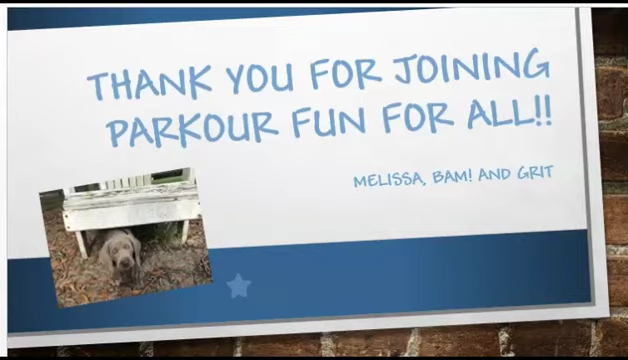 THANK YOU FOR JOINING
PARKOUR FUN FOR ALL!!
MELISSA, BAM! AND GRIT